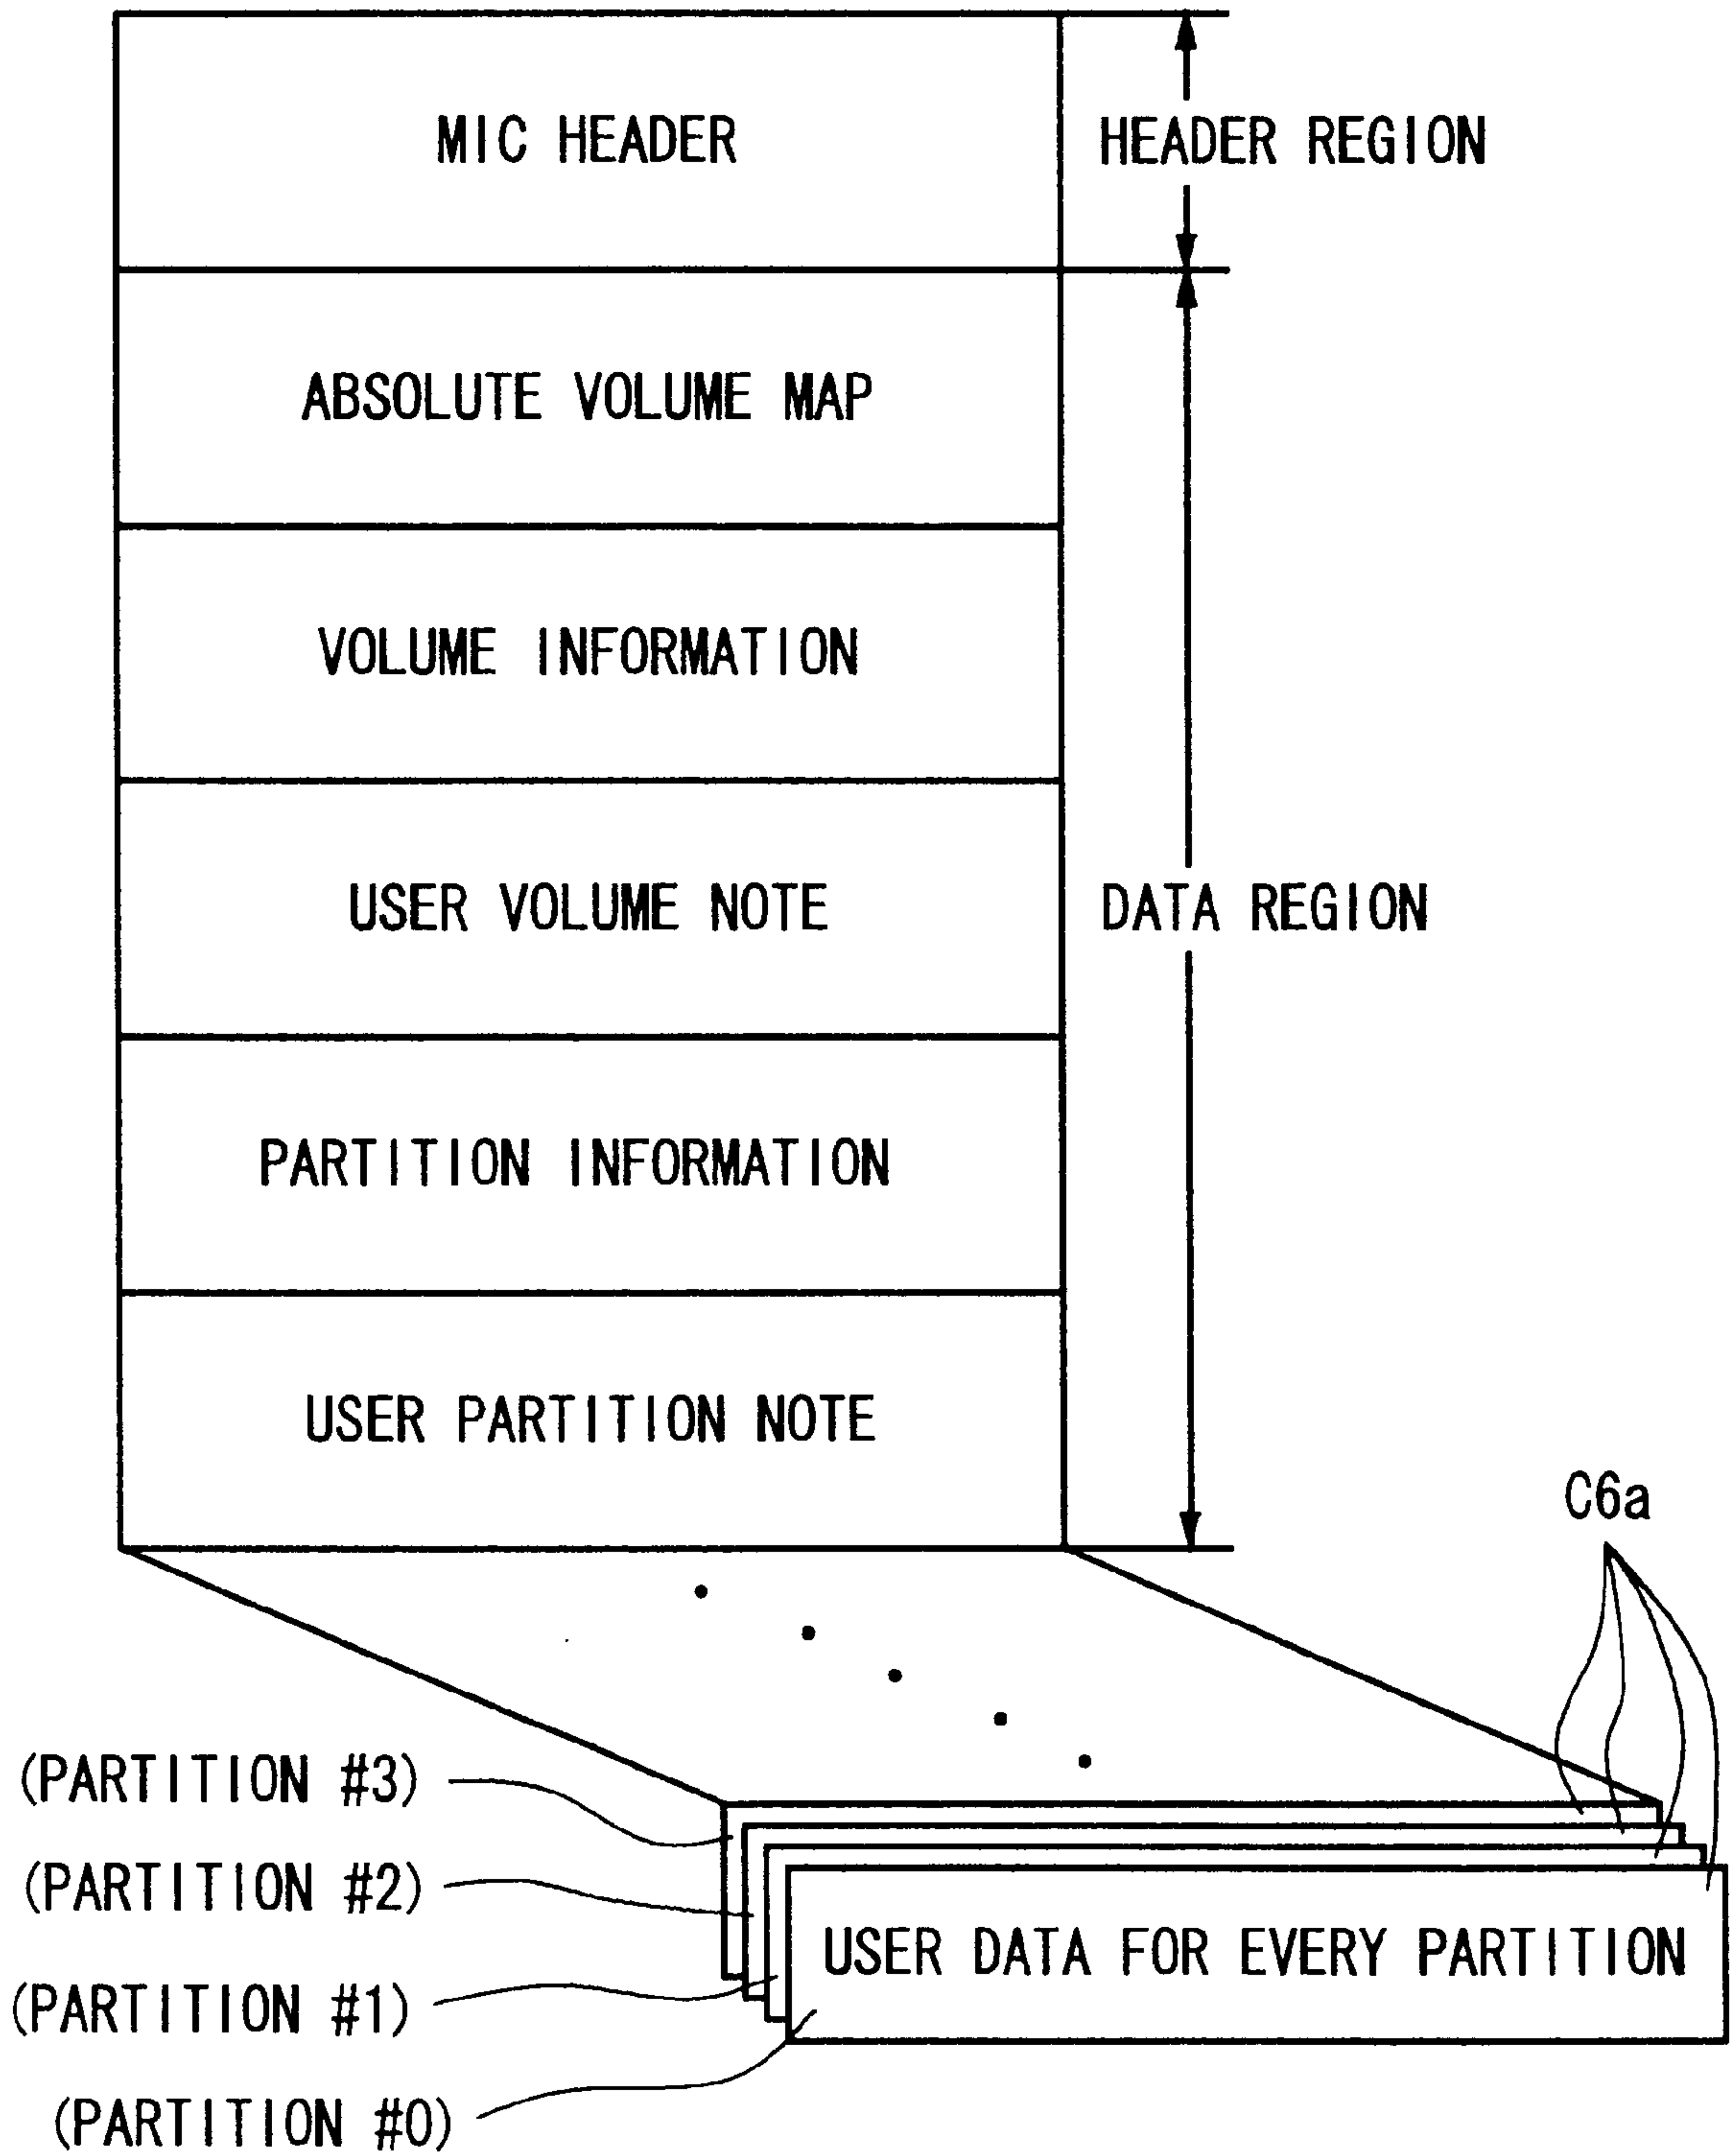 MIC HEADER
HEADER REGION
ABSOLUTE VOLUME MAP
VOLUME INFORMATION
USER VOLUME NOTE
DATA REGION
PARTITION INFORMATION
USER PARTITION NOTE
C6a
(PARTITION #3)
(PARTITION #2)
USER DATA FOR EVERY PARTITION
(PARTITION #1)
(PARTITION #0)